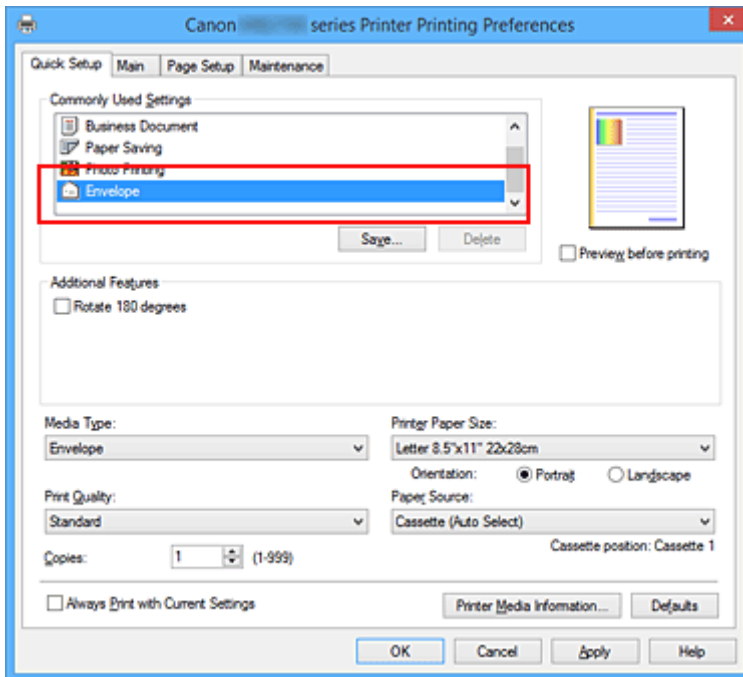 Canon series Printer Printing Preferences
Quick Setup Main Page Setup Maintenance
Commonly Used Settings
Business Document
Paper Saving
Photo Printing
Envelope
Save... Delete
Preview before printing
Additional Features
Rotate 180 degrees
Media Type:
Envelope
Printer Paper Size:
Letter 8.5"x11" 22x28cm
Orientation: Portrait Landscape
Print Quality:
Standard
Paper Source:
Cassette (Auto Select)
Cassette position: Cassette 1
Copies: 1 (1-999)
Always Print with Current Settings
Printer Media Information... Defaults
OK Cancel Apply Help